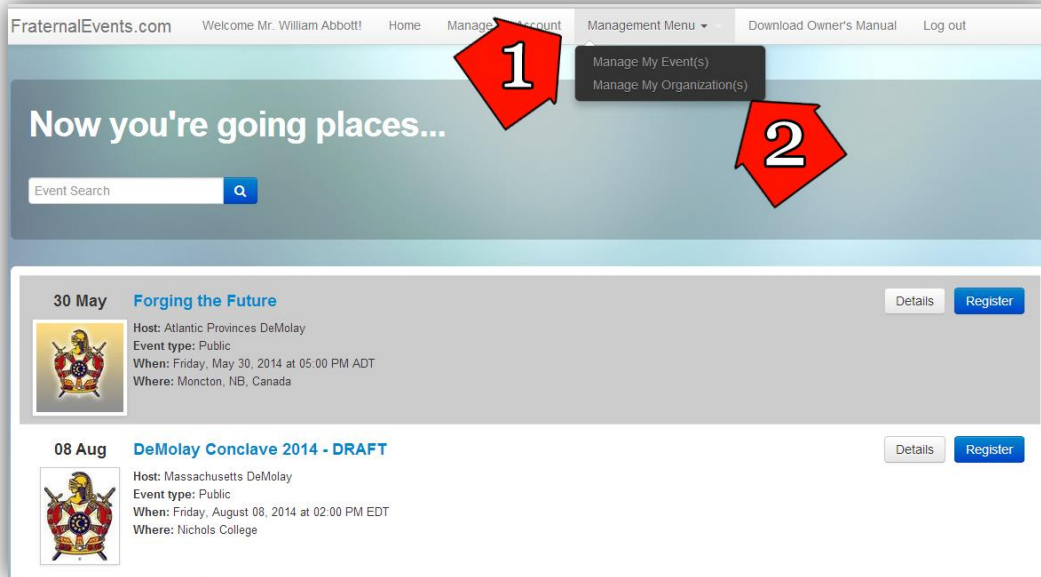 FraternalEvents.com Welcome Mr. William Abbott! Home Manage Account Management Menu Download Owner's Manual Log out
1
Manage My Event(s)
Manage My Organization(s)
2
Now you're going places...
Event Search
30 May Forging the Future Details Register
Host: Atlantic Provinces DeMolay
Event type: Public
When: Friday, May 30, 2014 at 05:00 PM ADT
Where: Moncton, NB, Canada
08 Aug DeMolay Conclave 2014 - DRAFT Details Register
Host: Massachusetts DeMolay
Event type: Public
When: Friday, August 08, 2014 at 02:00 PM EDT
Where: Nichols College